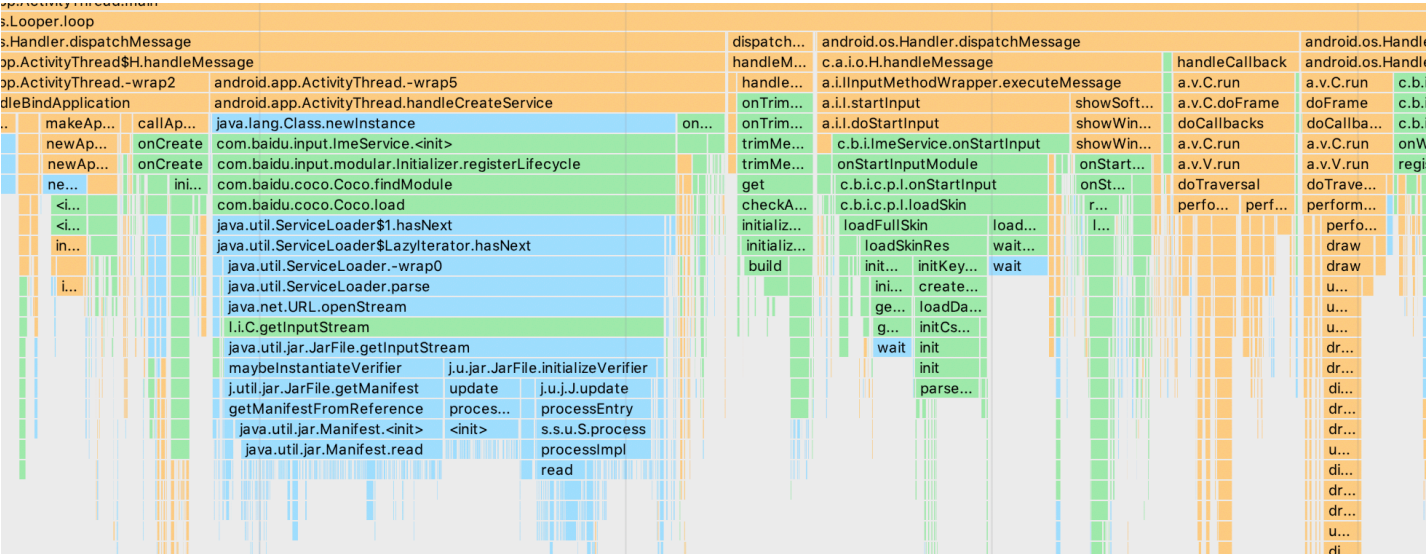 s.Looper.loop
s.Handler.dispatchMessage dispatch... android.os.Handler.dispatchMessage android.os.Handle
op.ActivityThread$H.handleMessage handleM... c.a.i.o.H.handleMessage handleCallback android.os.Handle
op.ActivityThread.-wrap2 android.app.ActivityThread.-wrap5 handle... a.i.IInputMethodWrapper.executeMessage a.v.C.run a.v.C.run c.b.
dleBindApplication android.app.ActivityThread.handleCreateService onTrim... a.i.I.startInput showSoft... a.v.C.doFrame doFrame c.b.
... makeAp... callAp... java.lang.Class.newInstance on... onTrim... a.i.I.doStartInput showWin... doCallbacks doCallba... c.b.i
newAp... onCreate com.baidu.input.ImeService.<init> trimMe... c.b.i.ImeService.onStartInput showWin... a.v.C.run a.v.C.run onW
newAp... onCreate com.baidu.input.modular.Initializer.registerLifecycle trimMe... onStartInputModule onStart... a.v.V.run a.v.V.run regi
ne... ini... com.baidu.coco.Coco.findModule get c.b.i.c.p.I.onStartInput onSt... doTraversal doTrave...
<i... com.baidu.coco.Coco.load checkA... c.b.i.c.p.I.loadSkin r... perfo... perf... perform...
<i... java.util.ServiceLoader$1.hasNext initializ... loadFullSkin load... l... perfo...
in... java.util.ServiceLoader$LazyIterator.hasNext initializ... loadSkinRes wait... draw
java.util.ServiceLoader.-wrap0 build init... initKey... wait draw
i... java.util.ServiceLoader.parse ini... create... u...
java.net.URL.openStream ge... loadDa... u...
l.i.C.getInputStream g... initCs... u...
java.util.jar.JarFile.getInputStream wait init dr...
maybeInstantiateVerifier j.u.jar.JarFile.initializeVerifier init dr...
j.util.jar.JarFile.getManifest update j.u.j.J.update parse... di...
getManifestFromReference proces... processEntry dr...
java.util.jar.Manifest.<init> <init> s.s.u.S.process dr...
java.util.jar.Manifest.read processImpl u...
read di...
dr...
dr...
u...
di